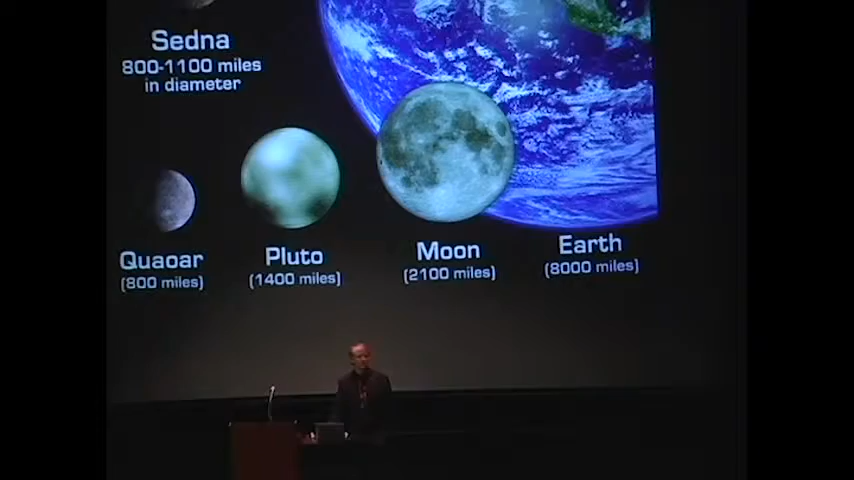 Sedna
800-1100 miles
in diameter
Quaoar
(800 miles)
Pluto
(1400 miles)
Moon
(2100 miles)
Earth
(8000 miles)